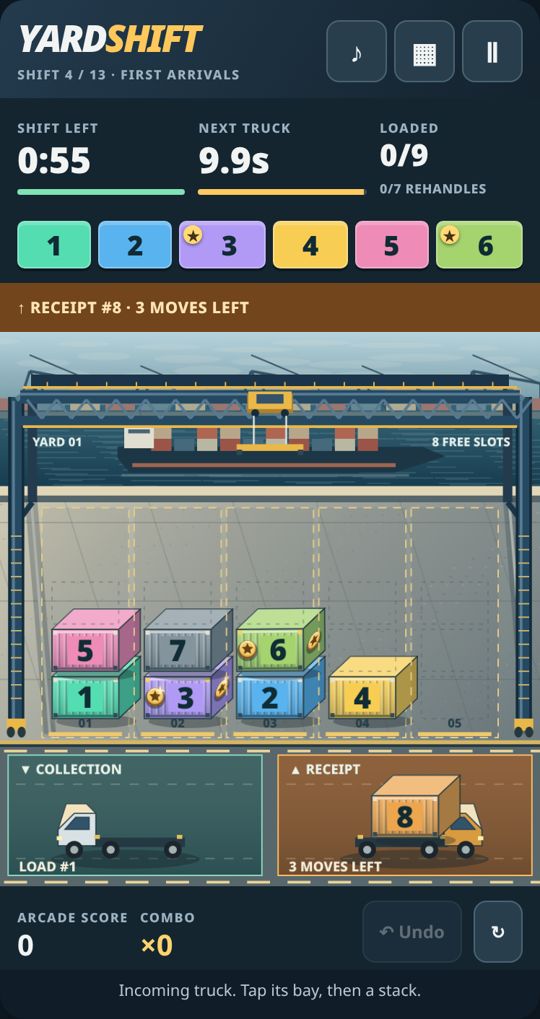 YARDSHIFT
SHIFT 4 / 13 · FIRST ARRIVALS
SHIFT LEFT
0:55
NEXT TRUCK
9.9s
LOADED
0/9
0/7 REHANDLES
1 2 3 4 5 6
↑ RECEIPT #8 · 3 MOVES LEFT
YARD 01
8 FREE SLOTS
5 7 6
1 3 2 4
01 02 03 04 05
▼ COLLECTION
LOAD #1
▲ RECEIPT
8
3 MOVES LEFT
ARCADE SCORE
0
COMBO
×0
↶ Undo
↻
Incoming truck. Tap its bay, then a stack.